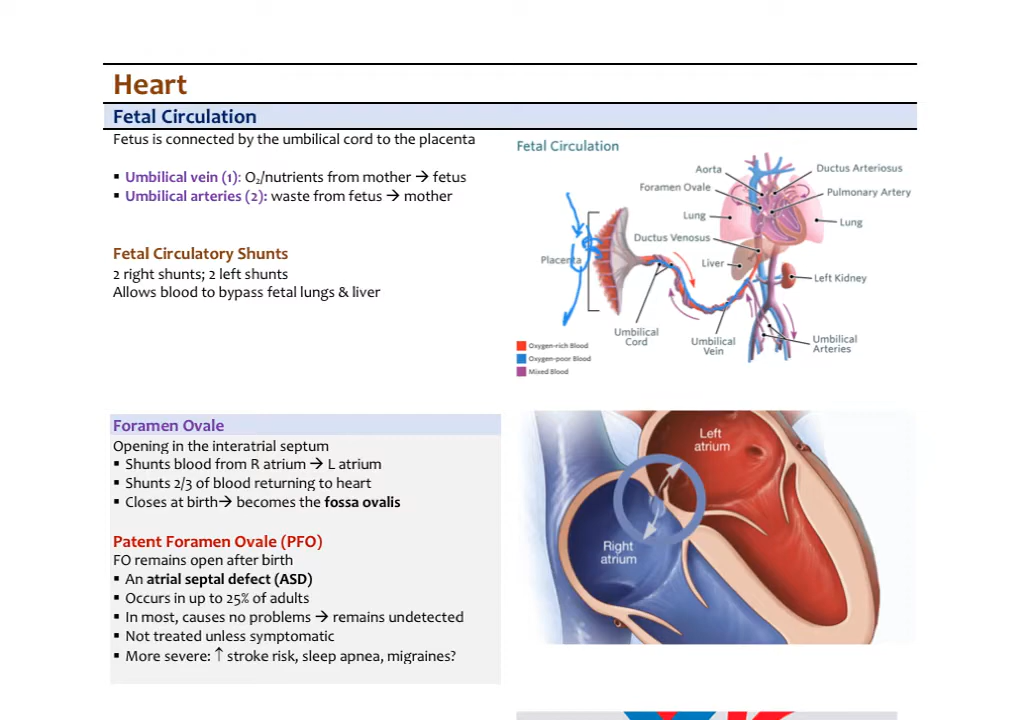 Heart
Fetal Circulation
Fetus is connected by the umbilical cord to the placenta
▪ Umbilical vein (1): O₂/nutrients from mother → fetus
▪ Umbilical arteries (2): waste from fetus → mother
Fetal Circulatory Shunts
2 right shunts; 2 left shunts
Allows blood to bypass fetal lungs & liver
Fetal Circulation
Aorta
Ductus Arteriosus
Foramen Ovale
Pulmonary Artery
Lung
Lung
Ductus Venosus
Placenta
Liver
Left Kidney
Umbilical
Cord
Umbilical
Vein
Umbilical
Arteries
Oxygen-rich Blood
Oxygen-poor Blood
Mixed Blood
Foramen Ovale
Opening in the interatrial septum
▪ Shunts blood from R atrium → L atrium
▪ Shunts 2/3 of blood returning to heart
▪ Closes at birth→ becomes the fossa ovalis
Patent Foramen Ovale (PFO)
FO remains open after birth
▪ An atrial septal defect (ASD)
▪ Occurs in up to 25% of adults
▪ In most, causes no problems → remains undetected
▪ Not treated unless symptomatic
▪ More severe: ↑ stroke risk, sleep apnea, migraines?
Left
atrium
Right
atrium